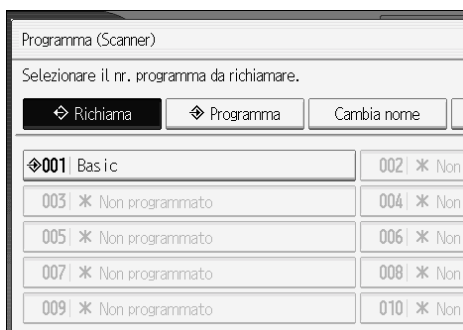 Programma (Scanner)
Selezionare il nr. programma da richiamare.
Richiama Programma Cambia nome
001 Basic 002 Non
003 Non programmato 004 Non
005 Non programmato 006 Non
007 Non programmato 008 Non
009 Non programmato 010 Non